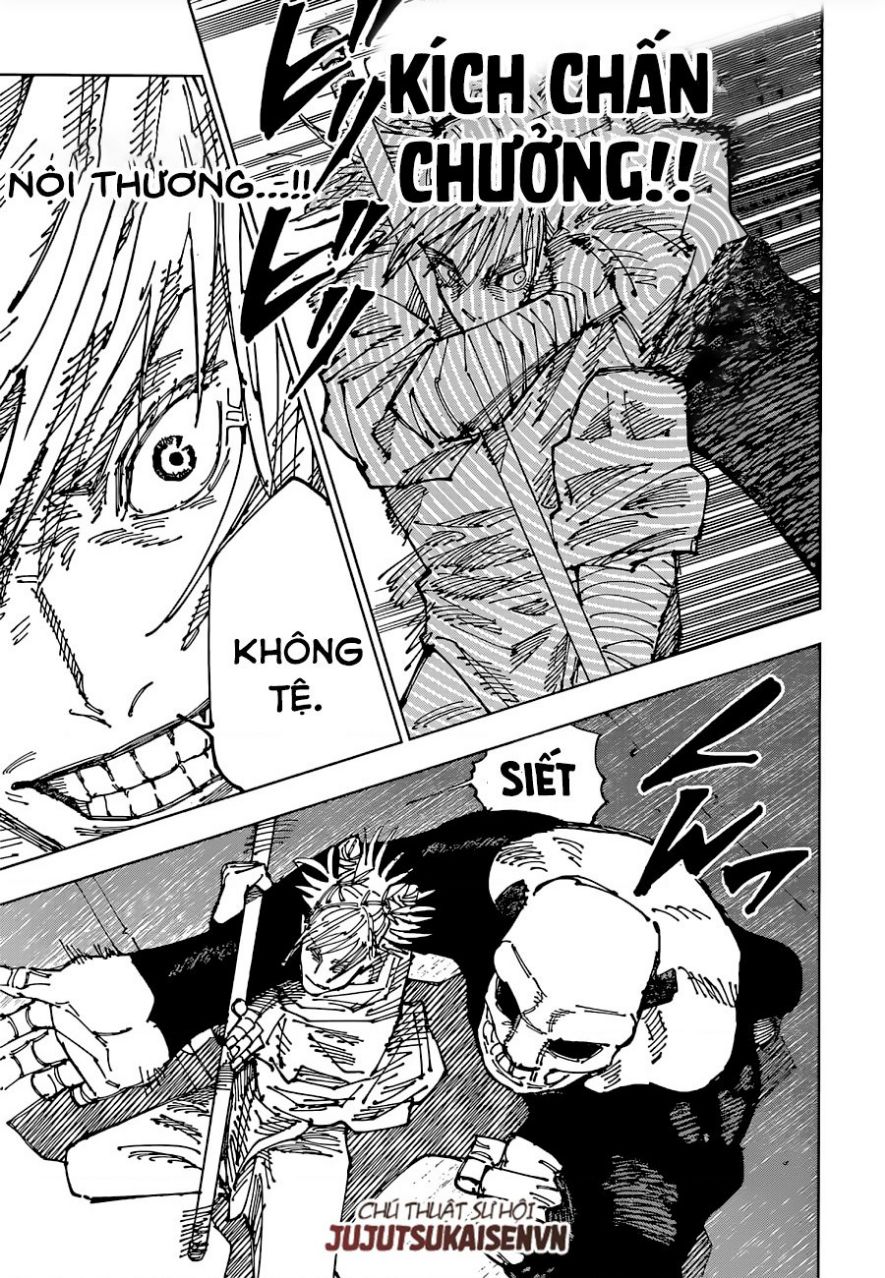 KÍCH CHẤN
CHƯỞNG!!
NỘI THƯƠNG...!!
KHÔNG
TỆ.
SIẾT
CHÚ THUẬT SƯ HỘI
JUJUTSUKAISENVN